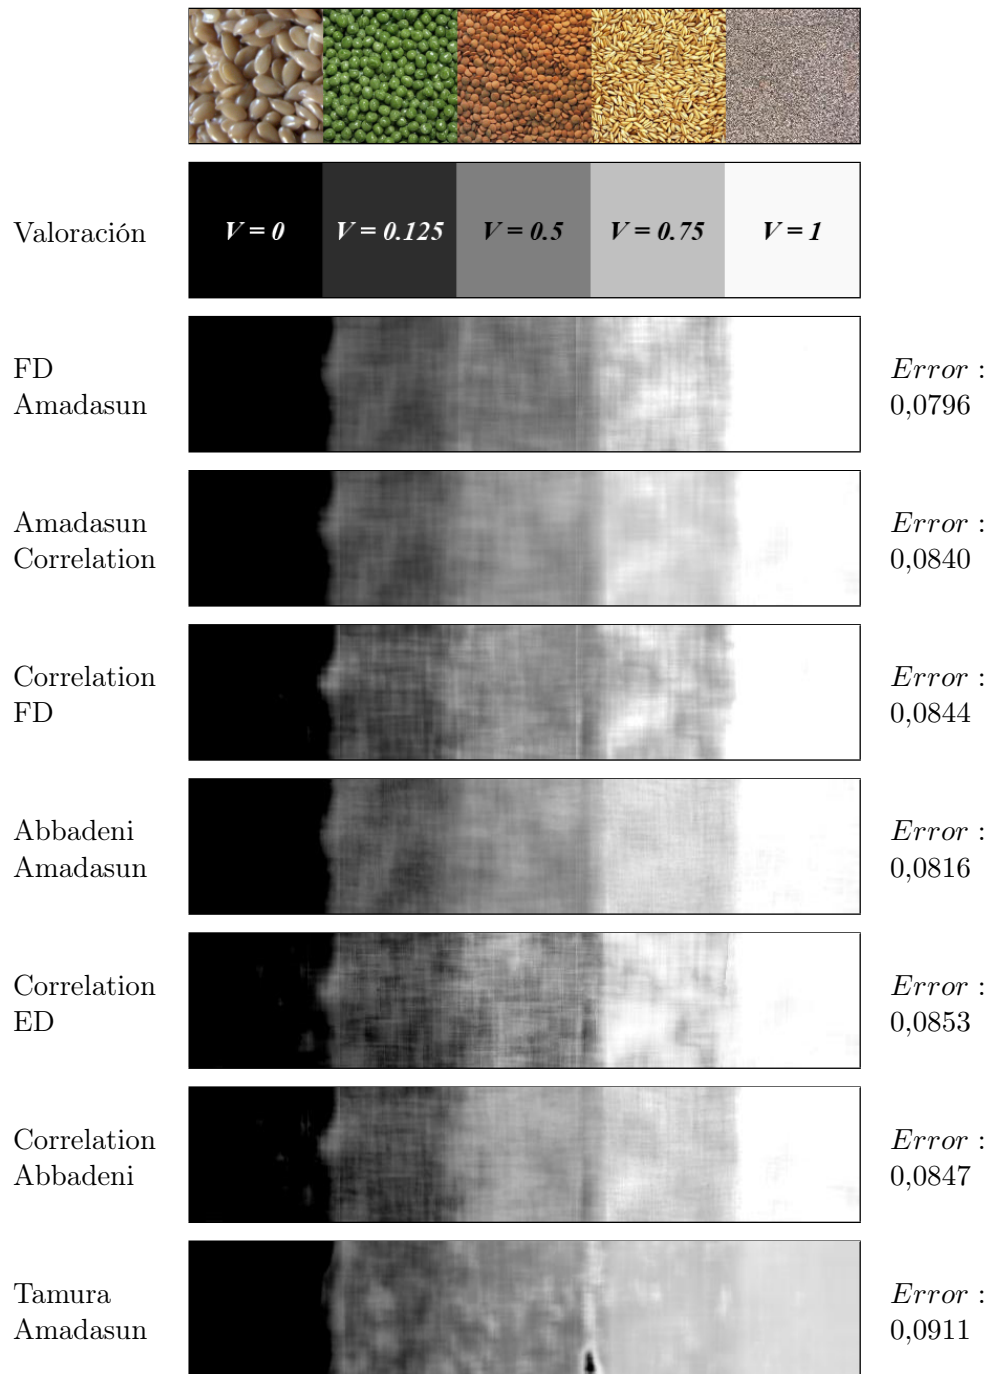 Valoración
V = 0
V = 0.125
V = 0.5
V = 0.75
V = 1
FD
Amadasun
Error :
0,0796
Amadasun
Correlation
Error :
0,0840
Correlation
FD
Error :
0,0844
Abbadeni
Amadasun
Error :
0,0816
Correlation
ED
Error :
0,0853
Correlation
Abbadeni
Error :
0,0847
Tamura
Amadasun
Error :
0,0911